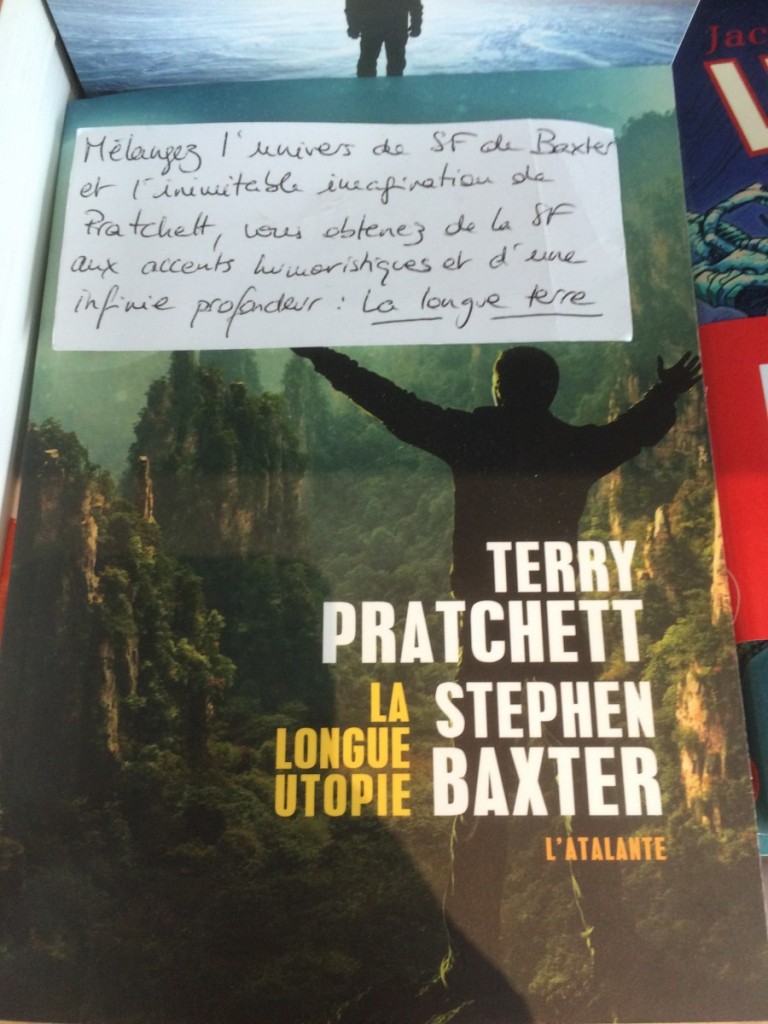 Mélangez l'univers de SF de Baxter
et l'inimitable imagination de
Pratchett, vous obtenez de la SF
aux accents humoristiques et d'une
infinie profondeur : La longue terre
TERRY
PRATCHETT
LA
LONGUE
UTOPIE
STEPHEN
BAXTER
L'ATALANTE
Jac